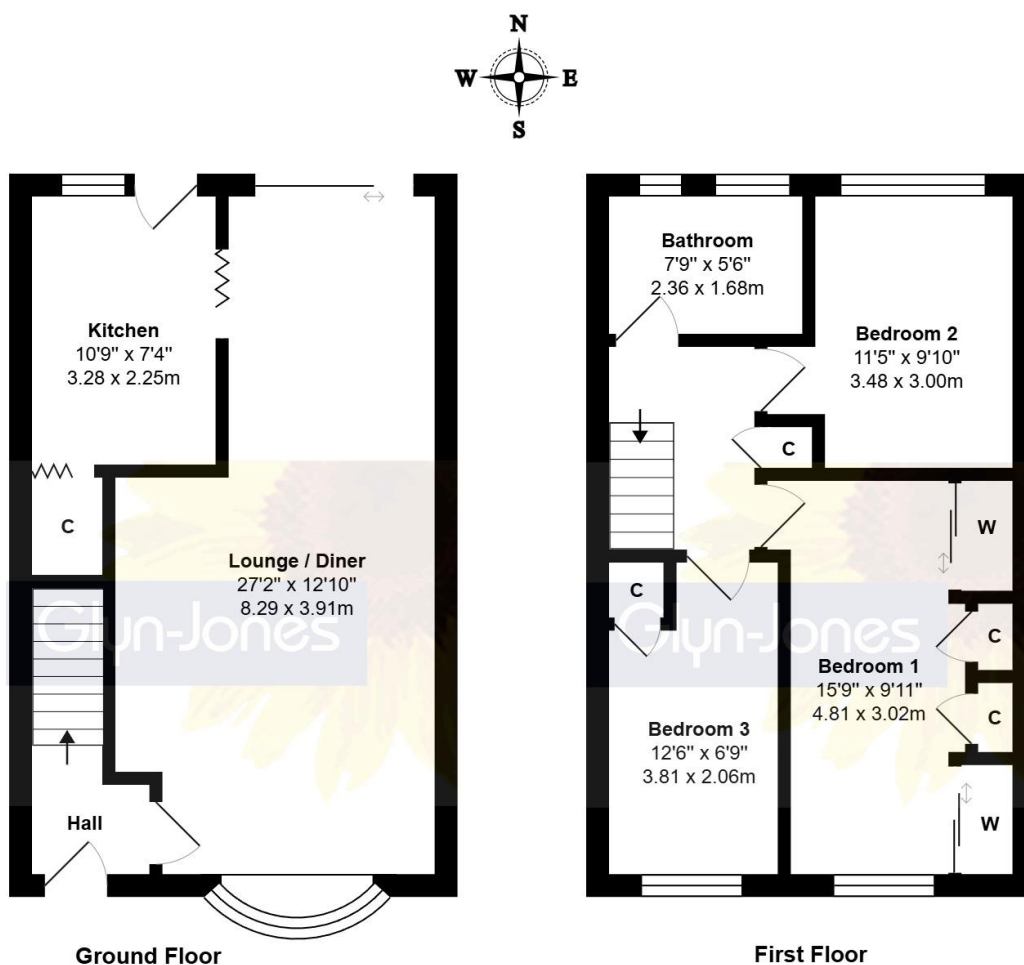 N
W
E
S
Kitchen
10'9" x 7'4"
3.28 x 2.25m
C
Lounge / Diner
27'2" x 12'10"
8.29 x 3.91m
Glyn-Jones
Hall
Ground Floor
Bathroom
7'9" x 5'6"
2.36 x 1.68m
Bedroom 2
11'5" x 9'10"
3.48 x 3.00m
C
W
C
C
Glyn-Jones
Bedroom 1
15'9" x 9'11"
4.81 x 3.02m
C
Bedroom 3
12'6" x 6'9"
3.81 x 2.06m
W
First Floor